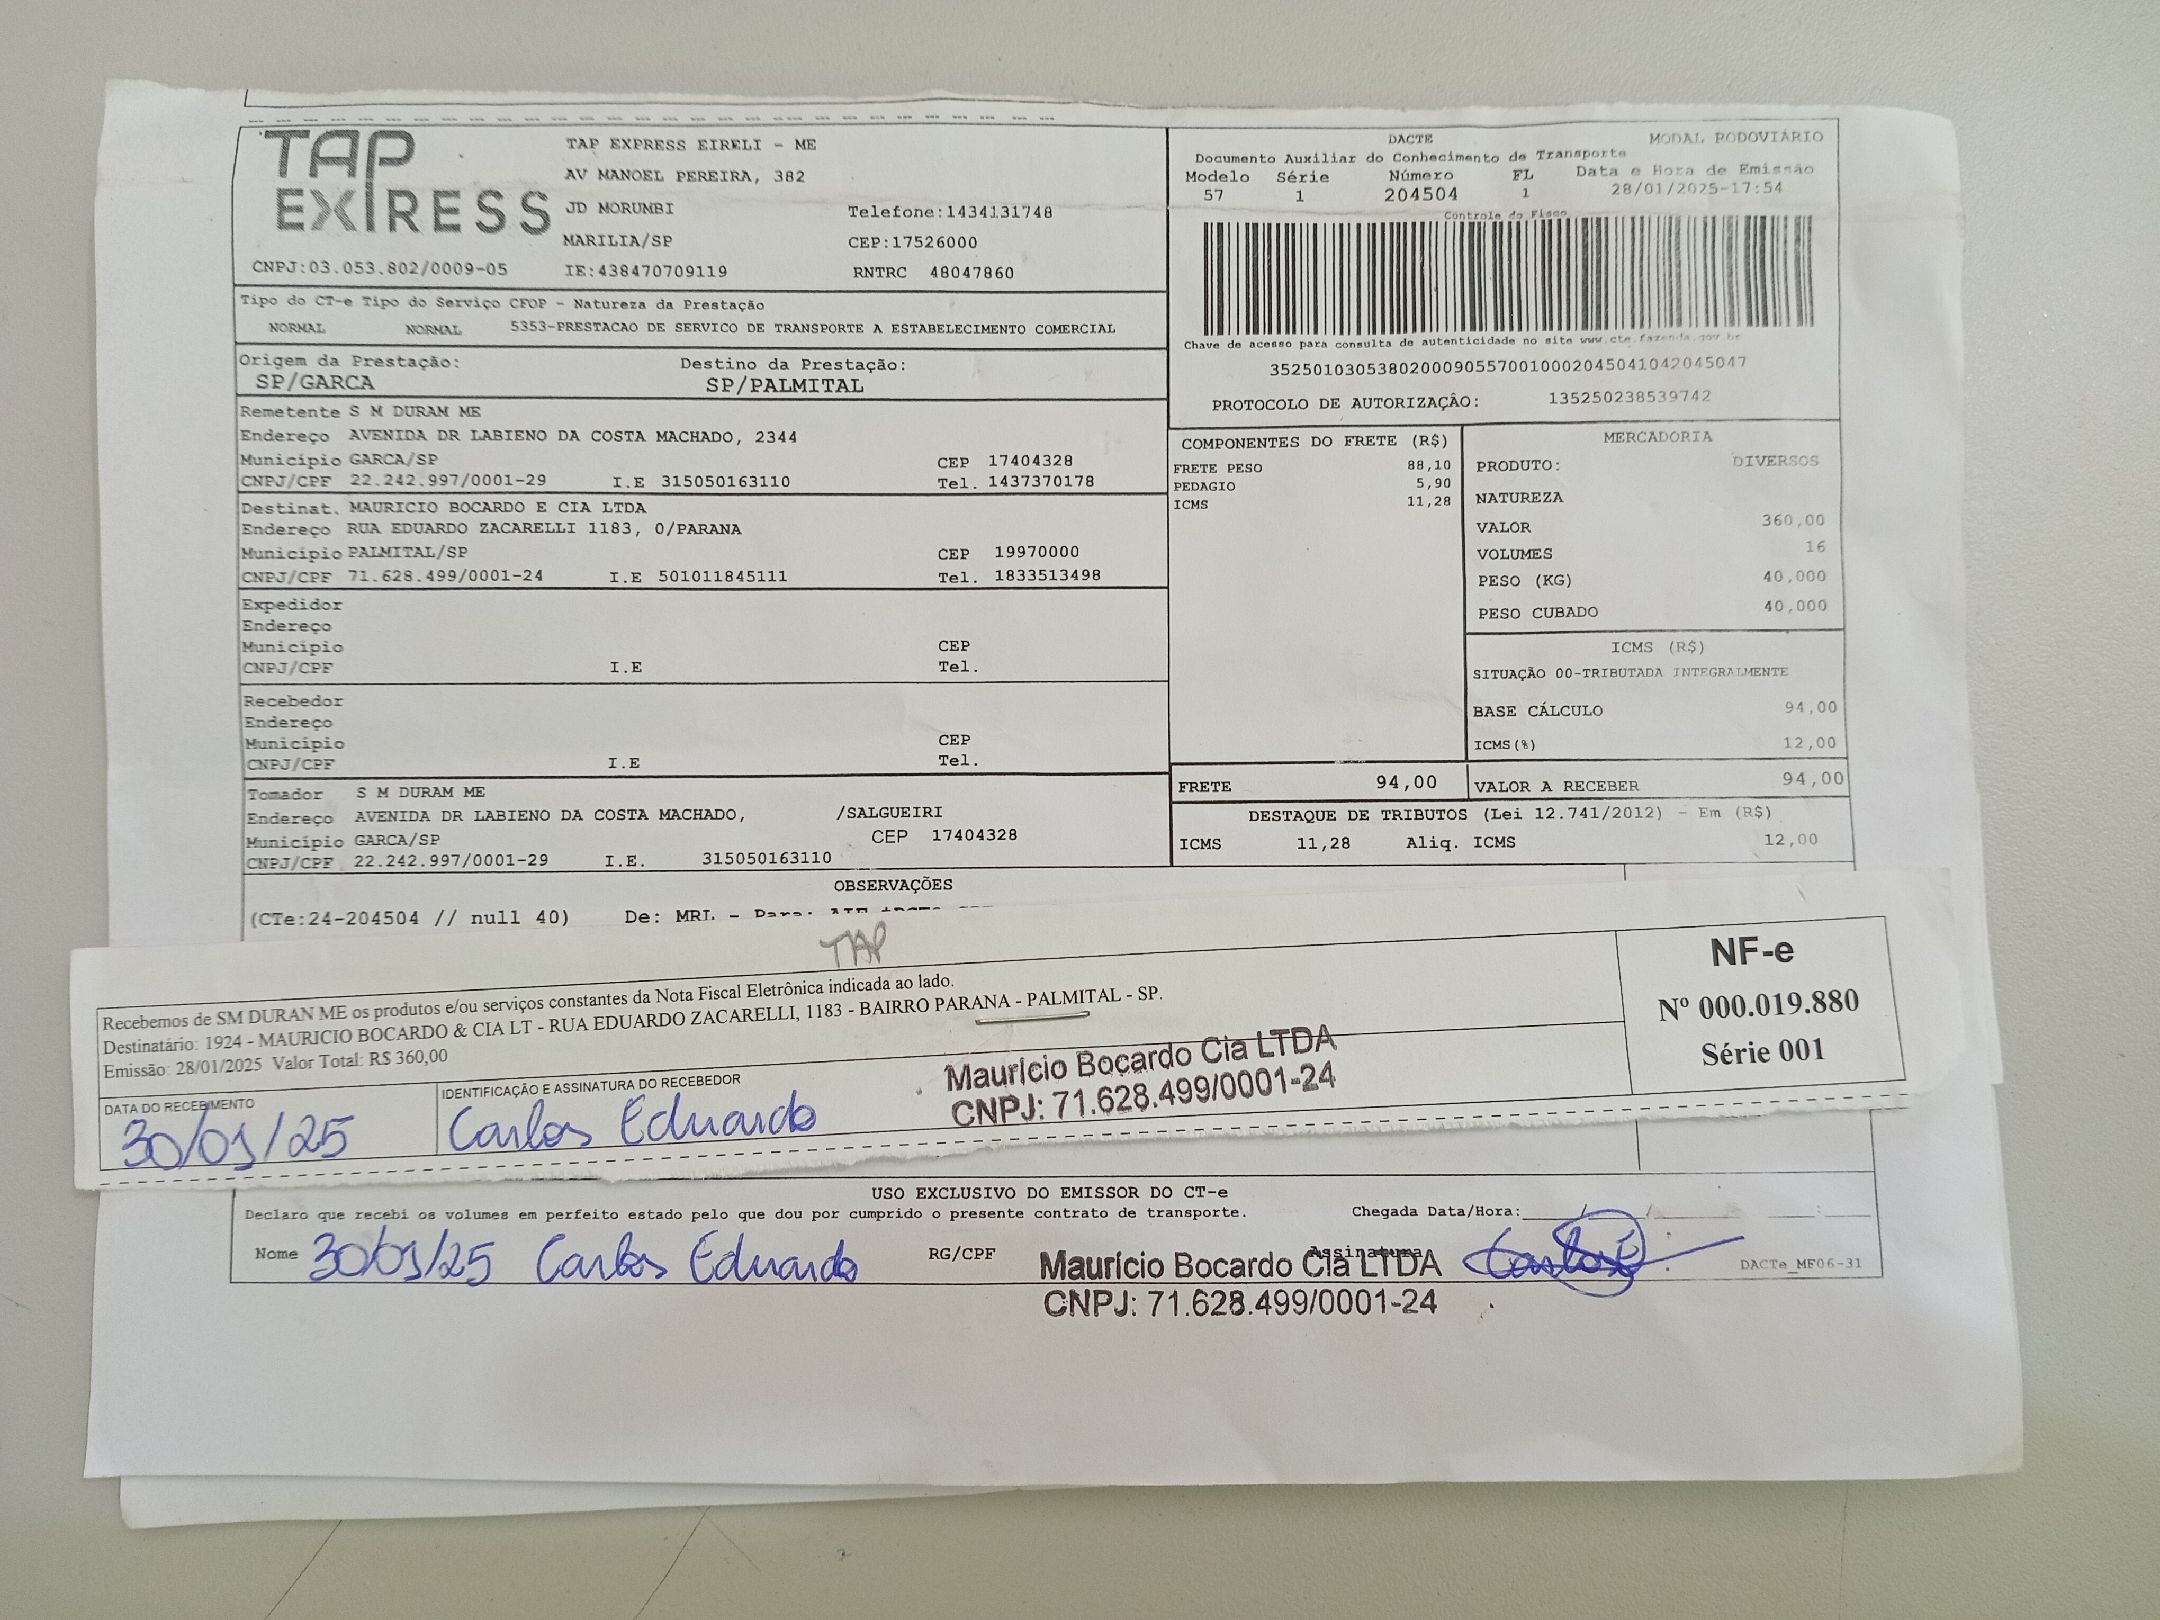 TAP
EXPRESS
TAP EXPRESS EIRELI - ME
AV MANOEL PEREIRA, 382
JD MORUMBI
Telefone:1434131748
MARILIA/SP
CEP:17526000
CNPJ:03.053.802/0009-05
IE:438470709119
RNTRC 48047860
DACTE
MODAL RODOVIÁRIO
Documento Auxiliar do Conhecimento de Transporte
Modelo Série Número FL Data e Hora de Emissão
57 1 204504 1 28/01/2025-17:54
Controle do Fisco
Chave de acesso para consulta de autenticidade no site www.cte.fazenda.gov.br
35250103053802000905570010002045041042045047
PROTOCOLO DE AUTORIZAÇÃO: 135250238539742
Tipo do CT-e Tipo do Serviço CFOP - Natureza da Prestação
NORMAL NORMAL 5353-PRESTACAO DE SERVICO DE TRANSPORTE A ESTABELECIMENTO COMERCIAL
Origem da Prestação: Destino da Prestação:
SP/GARCA SP/PALMITAL
Remetente S M DURAM ME
Endereço AVENIDA DR LABIENO DA COSTA MACHADO, 2344
Município GARCA/SP CEP 17404328
CNPJ/CPF 22.242.997/0001-29 I.E 315050163110 Tel. 1437370178
Destinat. MAURICIO BOCARDO E CIA LTDA
Endereço RUA EDUARDO ZACARELLI 1183, 0/PARANA
Município PALMITAL/SP CEP 19970000
CNPJ/CPF 71.628.499/0001-24 I.E 501011845111 Tel. 1833513498
Expedidor
Endereço
Município CEP
CNPJ/CPF I.E Tel.
Recebedor
Endereço
Município CEP
CNPJ/CPF I.E Tel.
Tomador S M DURAM ME
Endereço AVENIDA DR LABIENO DA COSTA MACHADO, /SALGUEIRI
Município GARCA/SP CEP 17404328
CNPJ/CPF 22.242.997/0001-29 I.E. 315050163110
COMPONENTES DO FRETE (R$)
FRETE PESO 88,10
PEDAGIO 5,90
ICMS 11,28
MERCADORIA
PRODUTO: DIVERSOS
NATUREZA
VALOR 360,00
VOLUMES 16
PESO (KG) 40,000
PESO CUBADO 40,000
ICMS (R$)
SITUAÇÃO 00-TRIBUTADA INTEGRALMENTE
BASE CÁLCULO 94,00
ICMS(%) 12,00
FRETE 94,00 VALOR A RECEBER 94,00
DESTAQUE DE TRIBUTOS (Lei 12.741/2012) - Em (R$)
ICMS 11,28 Aliq. ICMS 12,00
OBSERVAÇÕES
(CTe:24-204504 // null 40) De: MRL - Para:
TAP
Recebemos de SM DURAN ME os produtos e/ou serviços constantes da Nota Fiscal Eletrônica indicada ao lado.
Destinatário: 1924 - MAURICIO BOCARDO & CIA LT - RUA EDUARDO ZACARELLI, 1183 - BAIRRO PARANA - PALMITAL - SP.
Emissão: 28/01/2025 Valor Total: R$ 360,00
DATA DO RECEBIMENTO
30/01/25
IDENTIFICAÇÃO E ASSINATURA DO RECEBEDOR
Carlos Eduardo
Maurício Bocardo Cia LTDA
CNPJ: 71.628.499/0001-24
NF-e
Nº 000.019.880
Série 001
USO EXCLUSIVO DO EMISSOR DO CT-e
Declaro que recebi os volumes em perfeito estado pelo que dou por cumprido o presente contrato de transporte. Chegada Data/Hora:___/___/___ :___
Nome 30/01/25 Carlos Eduardo RG/CPF Assinatura
Maurício Bocardo Cia LTDA
CNPJ: 71.628.499/0001-24
DACTe_MF06-31